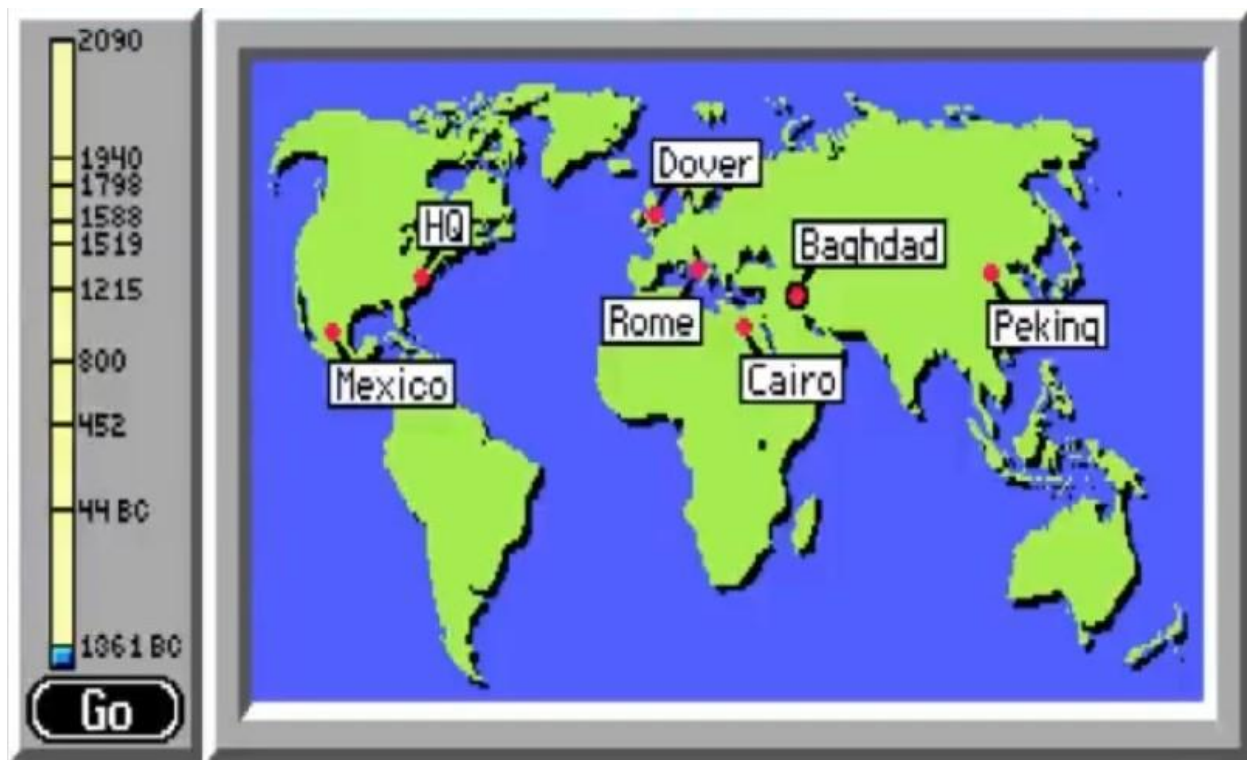 2090
1940
1798
1588
1519
1215
800
452
44 BC
1361 BC
Go
Dover
HQ
Baghdad
Rome
Peking
Cairo
Mexico